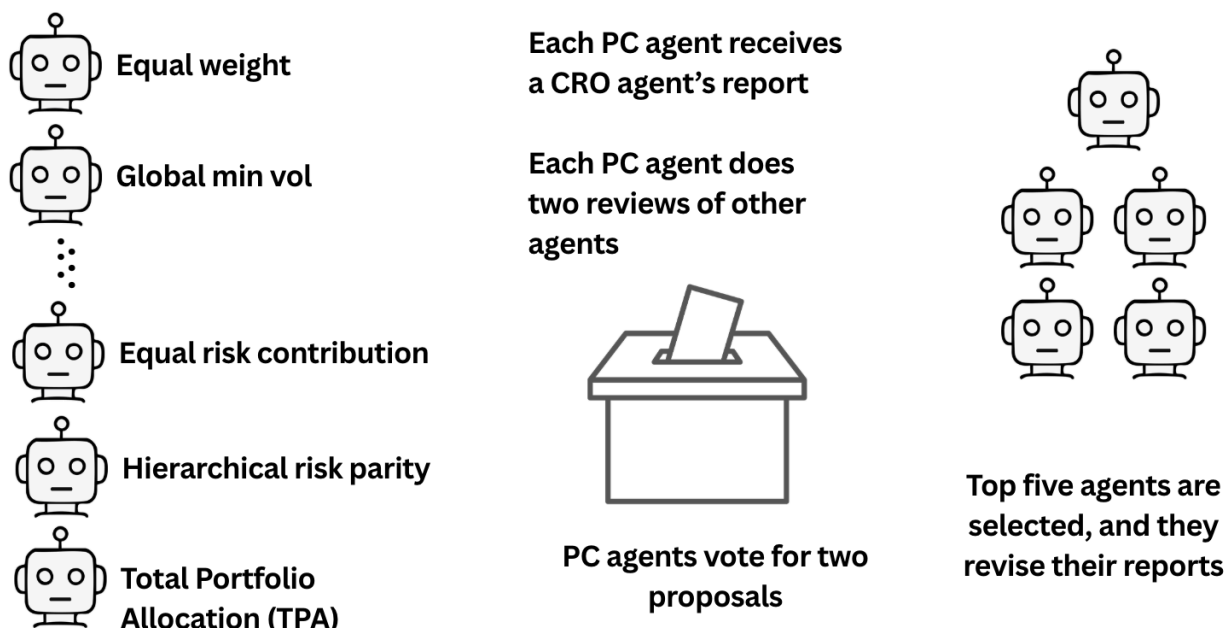 Equal weight
Global min vol
Equal risk contribution
Hierarchical risk parity
Total Portfolio
Allocation (TPA)
Each PC agent receives
a CRO agent's report
Each PC agent does
two reviews of other
agents
PC agents vote for two
proposals
Top five agents are
selected, and they
revise their reports